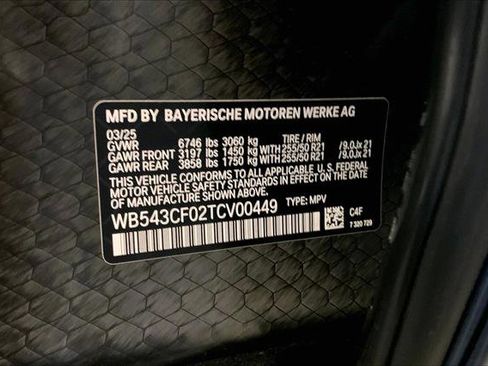 MFD BY BAYERISCHE MOTOREN WERKE AG
03/25
GVWR 6746 lbs 3060 kg TIRE / RIM
GAWR FRONT 3197 lbs 1450 kg WITH 255/50 R21 /9.0Jx 21
GAWR REAR 3858 lbs 1750 kg WITH 255/50 R21 /9.0Jx 21
THIS VEHICLE CONFORMS TO ALL APPLICABLE U.S. FEDERAL
MOTOR VEHICLE SAFETY STANDARDS IN EFFECT ON THE
DATE OF MANUFACTURE SHOWN ABOVE.
WB543CF02TCV00449 TYPE: MPV
C4F
7 320 729